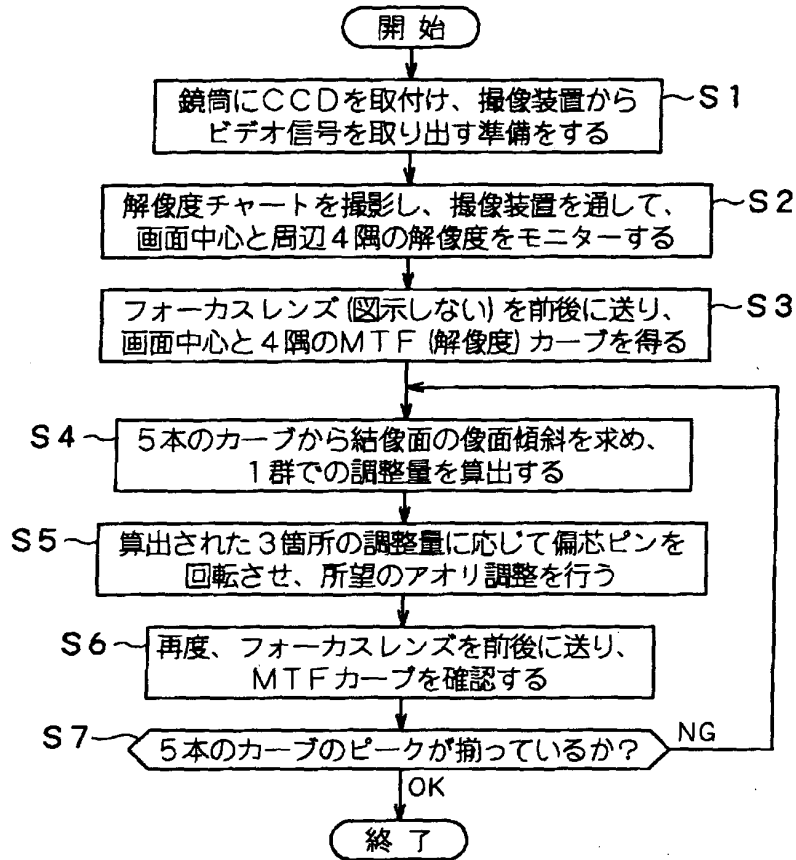 開 始
鏡筒にCCDを取付け、撮像装置から
ビデオ信号を取り出す準備をする
S1
解像度チャートを撮影し、撮像装置を通して、
画面中心と周辺4隅の解像度をモニターする
S2
フォーカスレンズ(図示しない)を前後に送り、
画面中心と4隅のMTF(解像度)カーブを得る
S3
S4
5本のカーブから結像面の像面傾斜を求め、
1群での調整量を算出する
S5
算出された3箇所の調整量に応じて偏芯ピンを
回転させ、所望のアオリ調整を行う
S6
再度、フォーカスレンズを前後に送り、
MTFカーブを確認する
S7
5本のカーブのピークが揃っているか?
NG
OK
終 了